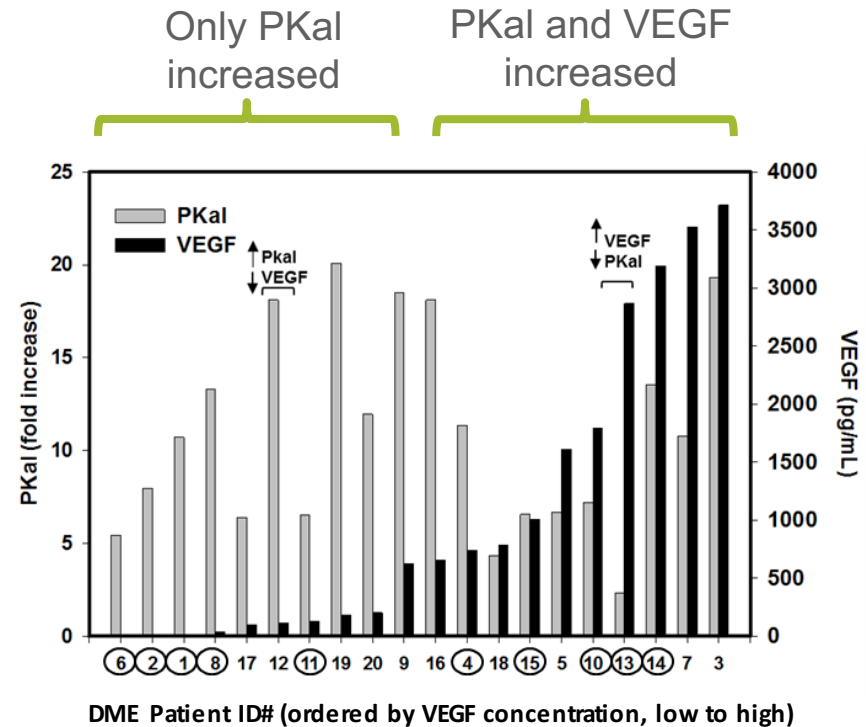 Only PKal
increased
PKal and VEGF
increased
25
20
15
10
5
0
PKal (fold increase)
PKal
VEGF
Pkal
VEGF
VEGF
PKal
4000
3500
3000
2500
2000
1500
1000
500
0
VEGF (pg/mL)
6 2 1 8 17 12 11 19 20 9 16 4 18 15 5 10 13 14 7 3
DME Patient ID# (ordered by VEGF concentration, low to high)